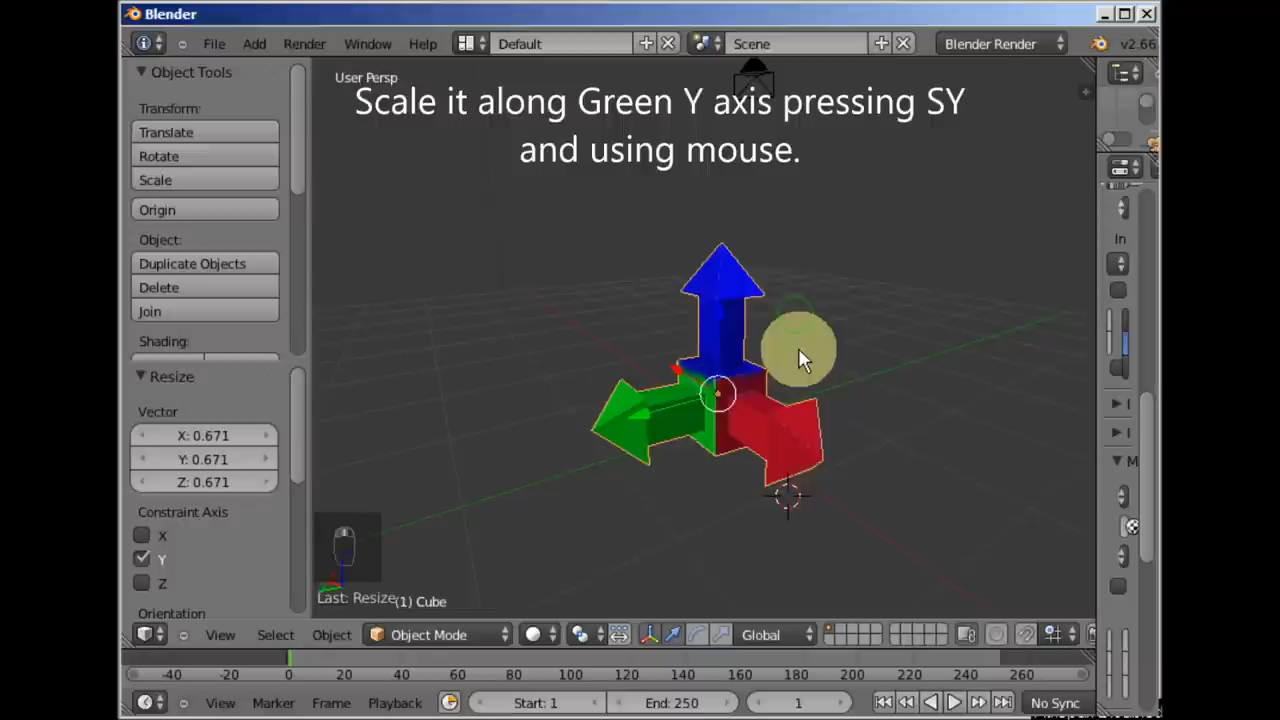 Blender
File Add Render Window Help Default Scene Blender Render v2.66
Object Tools
User Persp
Scale it along Green Y axis pressing SY
and using mouse.
Transform:
Translate
Rotate
Scale
Origin
Object:
Duplicate Objects
Delete
Join
Shading:
Resize
Vector
X: 0.671
Y: 0.671
Z: 0.671
Constraint Axis
X
Y
Z
Orientation
In
M
Last: Resize
(1) Cube
View Select Object Object Mode Global
-40 -20 0 20 40 60 80 100 120 140 160 180 200 220 240 260
View Marker Frame Playback Start: 1 End: 250 1 No Sync